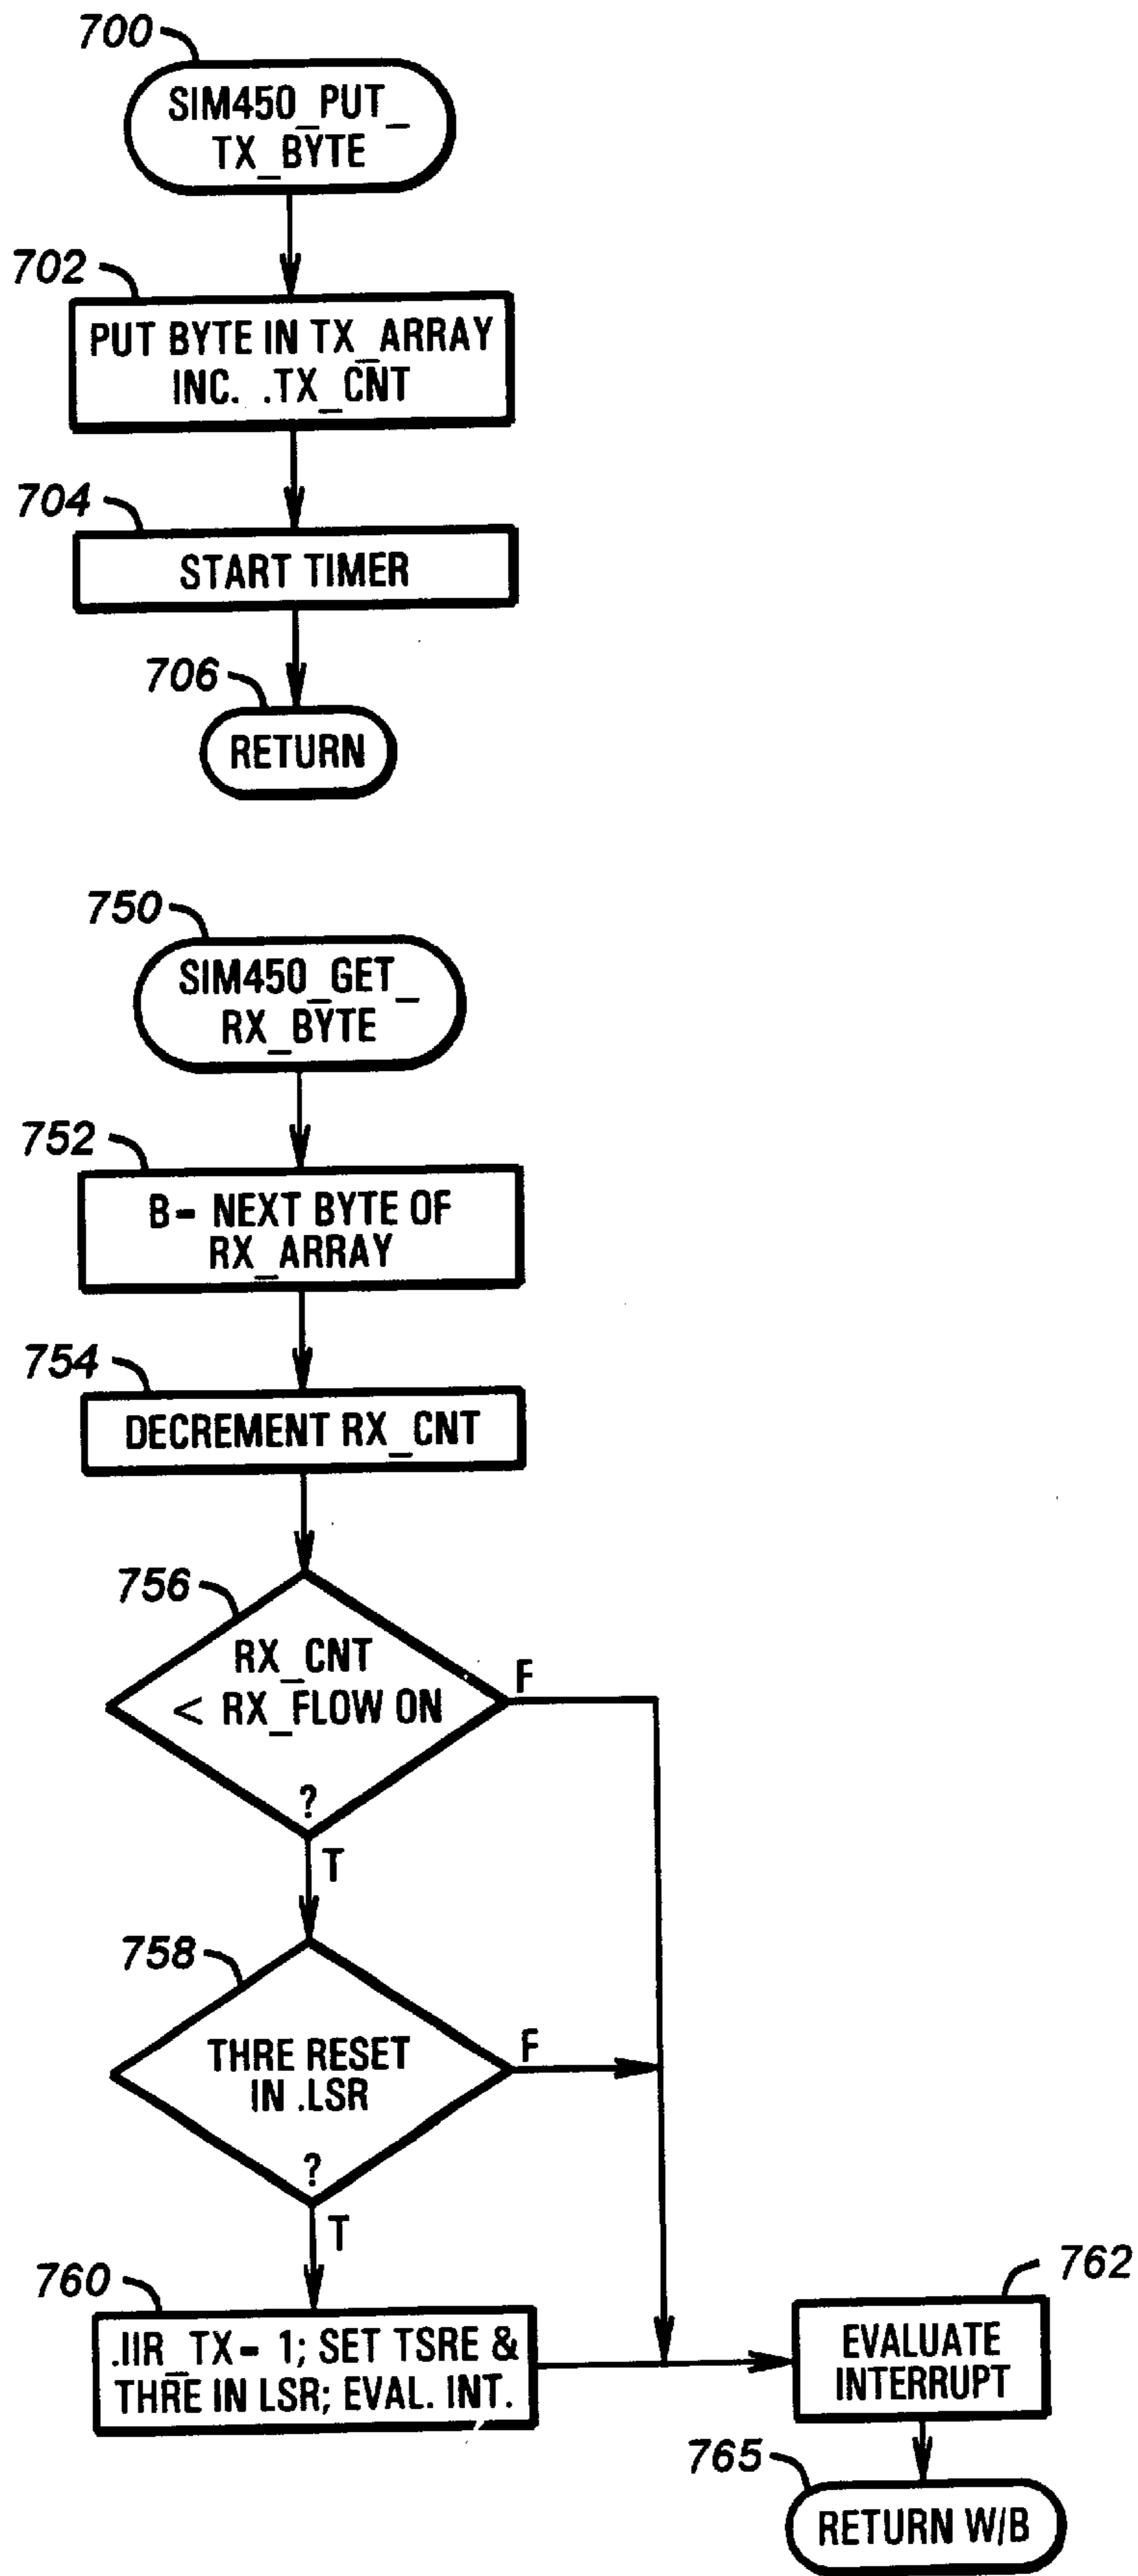 700
SIM450_PUT_
TX_BYTE
702
PUT BYTE IN TX_ARRAY
INC. .TX_CNT
704
START TIMER
706
RETURN
750
SIM450_GET_
RX_BYTE
752
B= NEXT BYTE OF
RX_ARRAY
754
DECREMENT RX_CNT
756
RX_CNT
< RX_FLOW ON
?
F
T
758
THRE RESET
IN .LSR
?
F
T
760
.IIR_TX= 1; SET TSRE &
THRE IN LSR; EVAL. INT.
762
EVALUATE
INTERRUPT
765
RETURN W/B